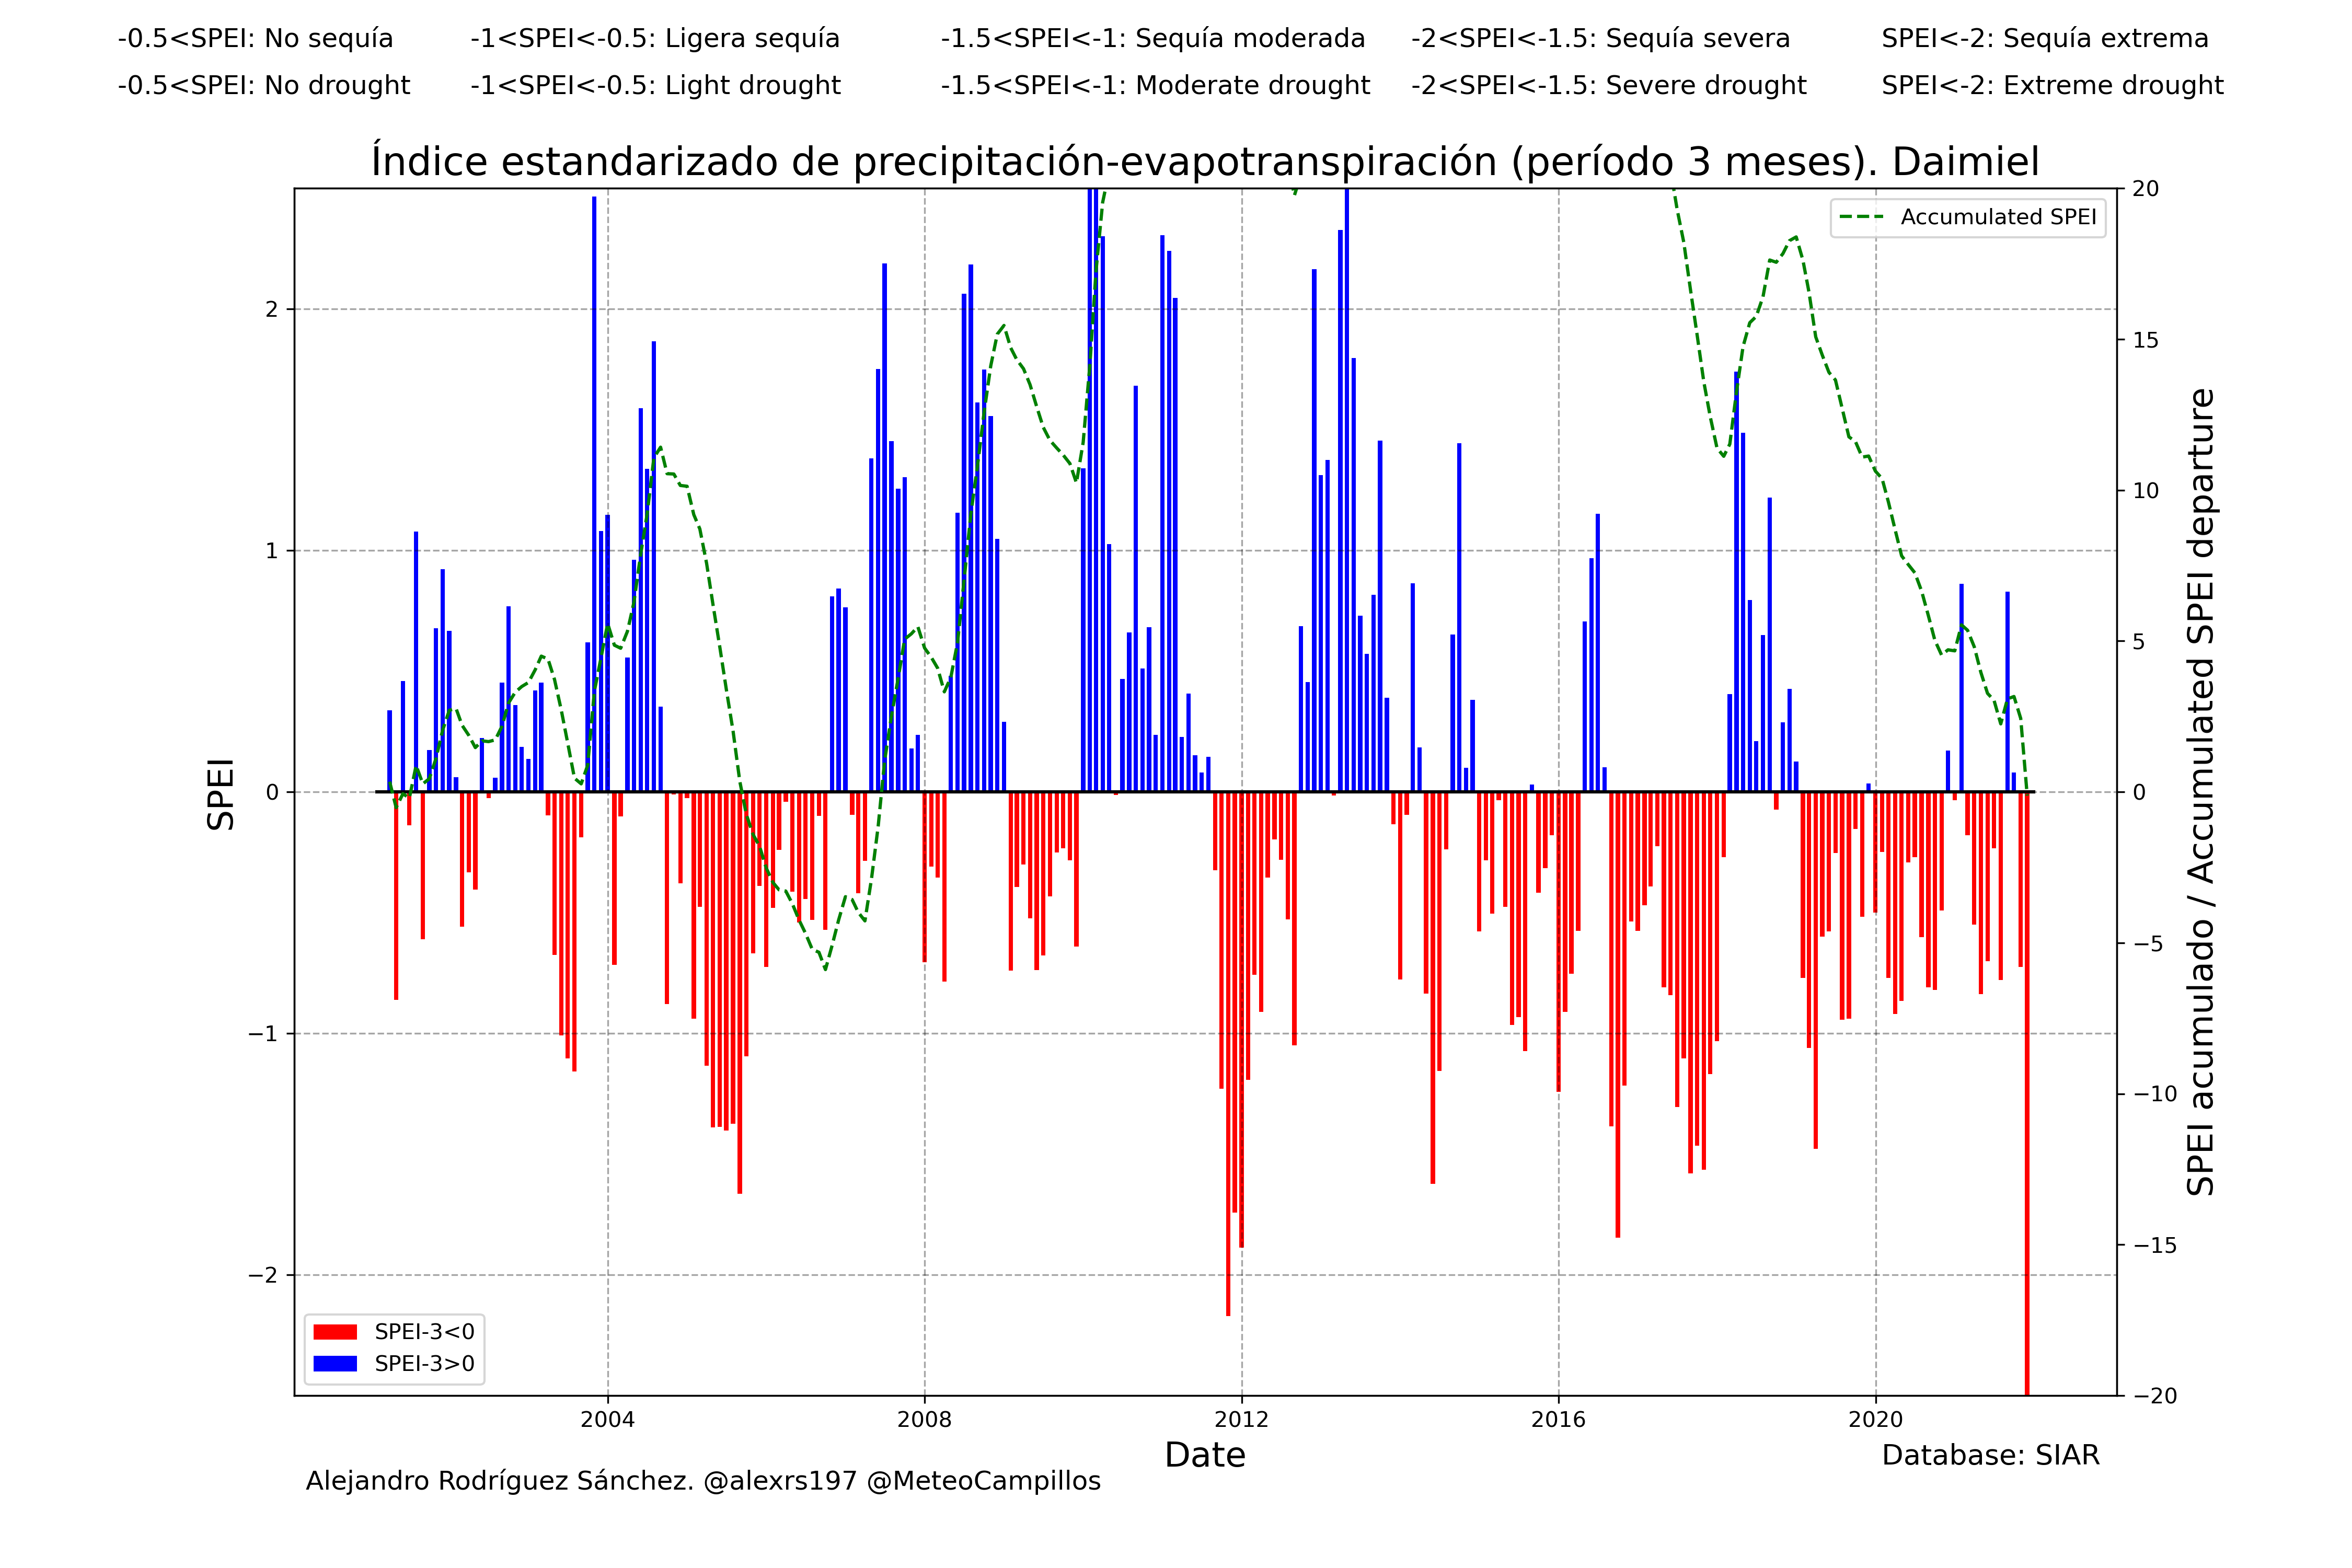 -0.5<SPEI: No sequía -1<SPEI<-0.5: Ligera sequía -1.5<SPEI<-1: Sequía moderada -2<SPEI<-1.5: Sequía severa SPEI<-2: Sequía extrema
-0.5<SPEI: No drought -1<SPEI<-0.5: Light drought -1.5<SPEI<-1: Moderate drought -2<SPEI<-1.5: Severe drought SPEI<-2: Extreme drought
Índice estandarizado de precipitación-evapotranspiración (período 3 meses). Daimiel
Accumulated SPEI
SPEI
2
1
0
−1
−2
20
15
10
5
0
−5
−10
−15
−20
SPEI acumulado / Accumulated SPEI departure
SPEI-3<0
SPEI-3>0
2004 2008 2012 2016 2020
Date
Database: SIAR
Alejandro Rodríguez Sánchez. @alexrs197 @MeteoCampillos